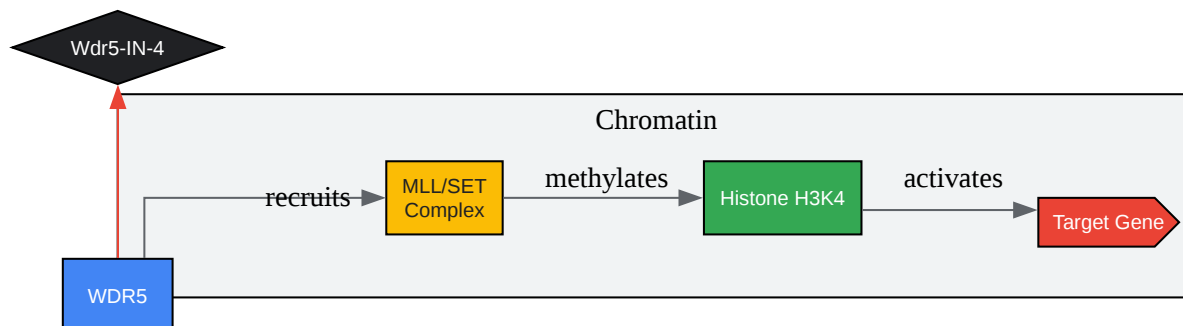 Wdr5-IN-4
Chromatin
recruits
MLL/SET
Complex
methylates
Histone H3K4
activates
Target Gene
WDR5